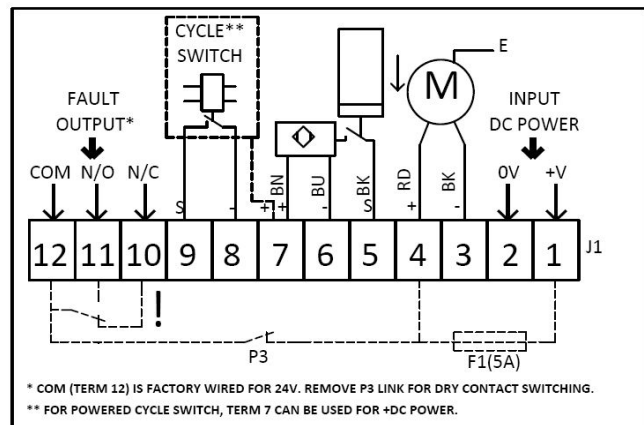 CYCLE**
SWITCH
E
M
FAULT
OUTPUT*
INPUT
DC POWER
COM N/O N/C
BN
BU
BK
RD
BK
0V +V
S - + + - S + -
12 11 10 9 8 7 6 5 4 3 2 1 J1
!
P3
F1(5A)
* COM (TERM 12) IS FACTORY WIRED FOR 24V. REMOVE P3 LINK FOR DRY CONTACT SWITCHING.
** FOR POWERED CYCLE SWITCH, TERM 7 CAN BE USED FOR +DC POWER.